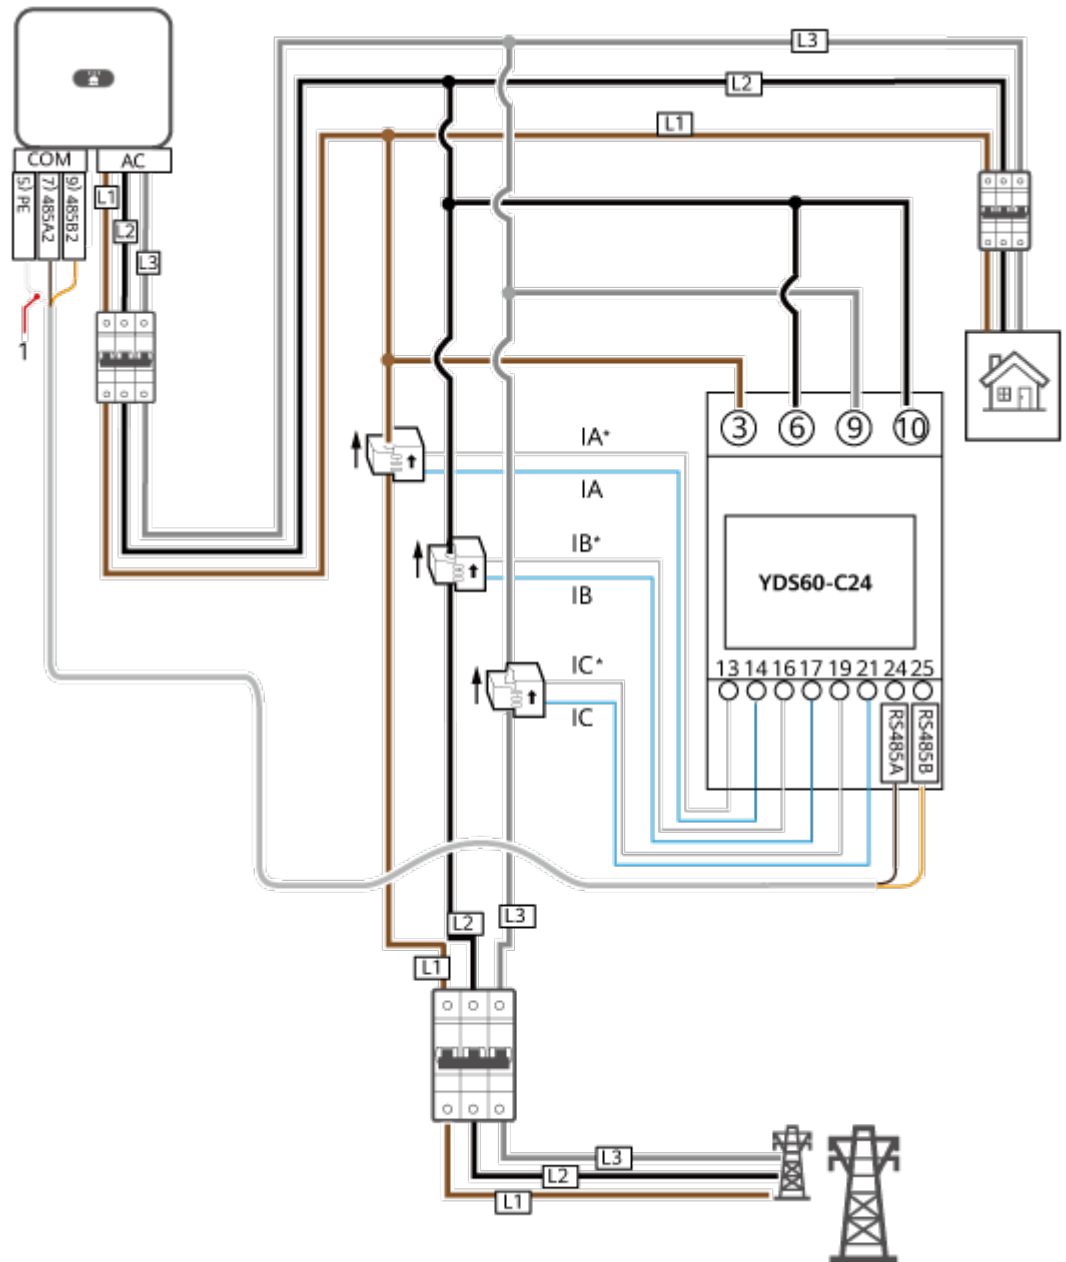 L3
L2
L1
COM
AC
5) PE
7) 485A2
9) 485B2
L1
L2
L3
1
3
6
9
10
IA*
IA
IB*
IB
YDS60-C24
IC*
IC
13 14 16 17 19 21 24 25
RS485A
RS485B
L2
L3
L1
L3
L2
L1